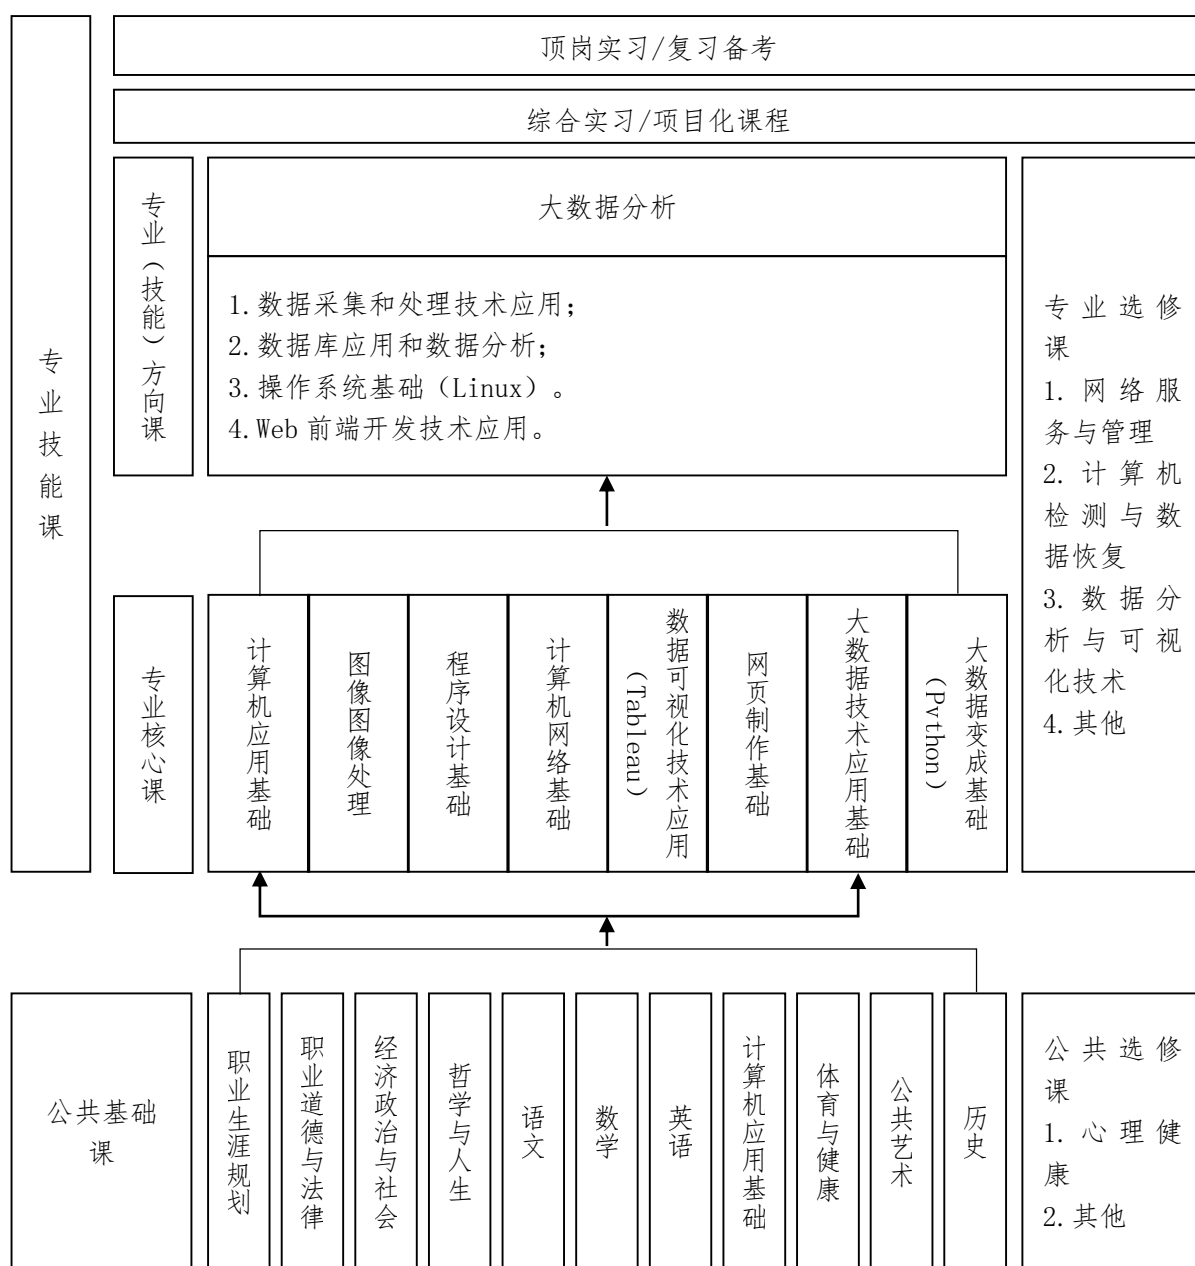 顶岗实习/复习备考
综合实习/项目化课程
专业技能课
专业（技能）方向课
大数据分析
1.数据采集和处理技术应用；
2.数据库应用和数据分析；
3.操作系统基础（Linux）。
4.Web前端开发技术应用。
专业选修
课
1. 网络服
务与管理
2. 计算机
检测与数
据恢复
3. 数据分
析与可视
化技术
4.其他
专业核心课
计算机应用基础
图像图像处理
程序设计基础
计算机网络基础
数据可视化技术应用
（Tableau）
网页制作基础
大数据技术应用基础
大数据变成基础
（Pvthon）
公共基础
课
职业生涯规划
职业道德与法律
经济政治与社会
哲学与人生
语文
数学
英语
计算机应用基础
体育与健康
公共艺术
历史
公共选修
课
1. 心理健
康
2.其他